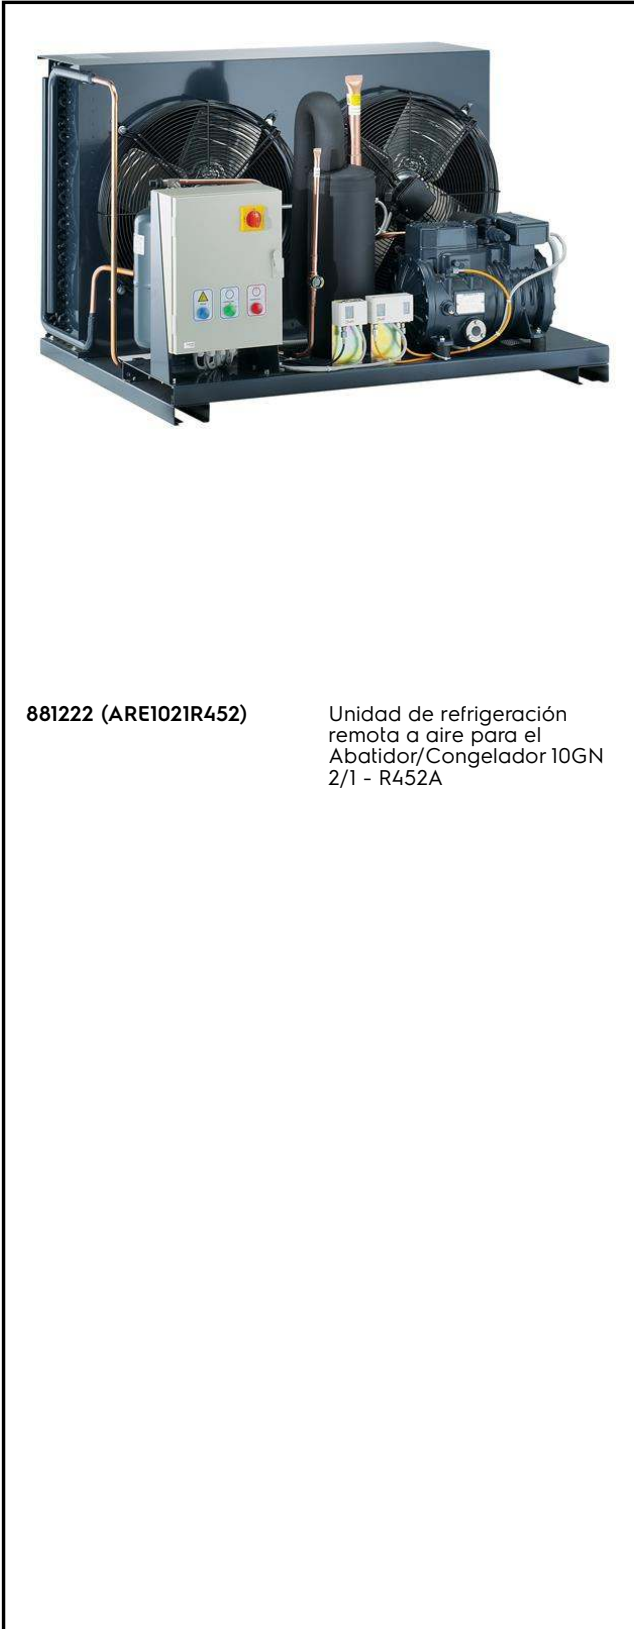 881222 (ARE1021R452)
Unidad de refrigeración
remota a aire para el
Abatidor/Congelador 10GN
2/1 - R452A